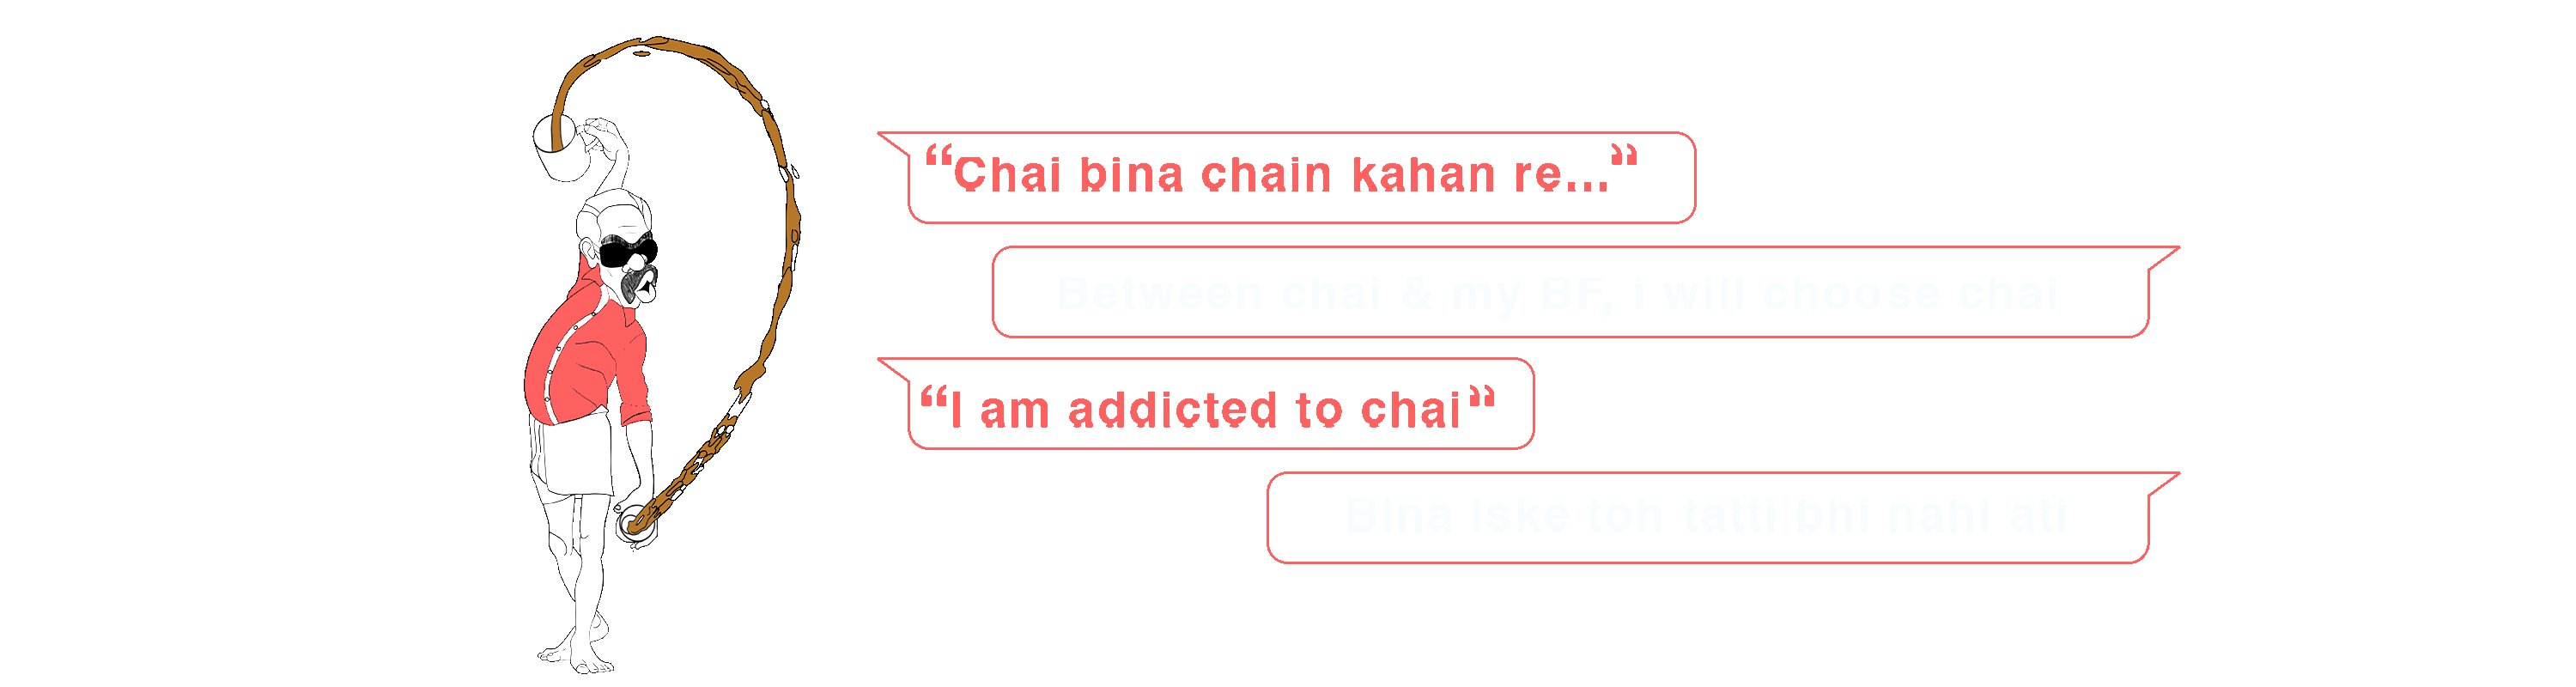 “Chai bina chain kahan re...”
Between chai & my BF, I will choose chai
“I am addicted to chai”
Bina iske toh tatti bhi nahi ati